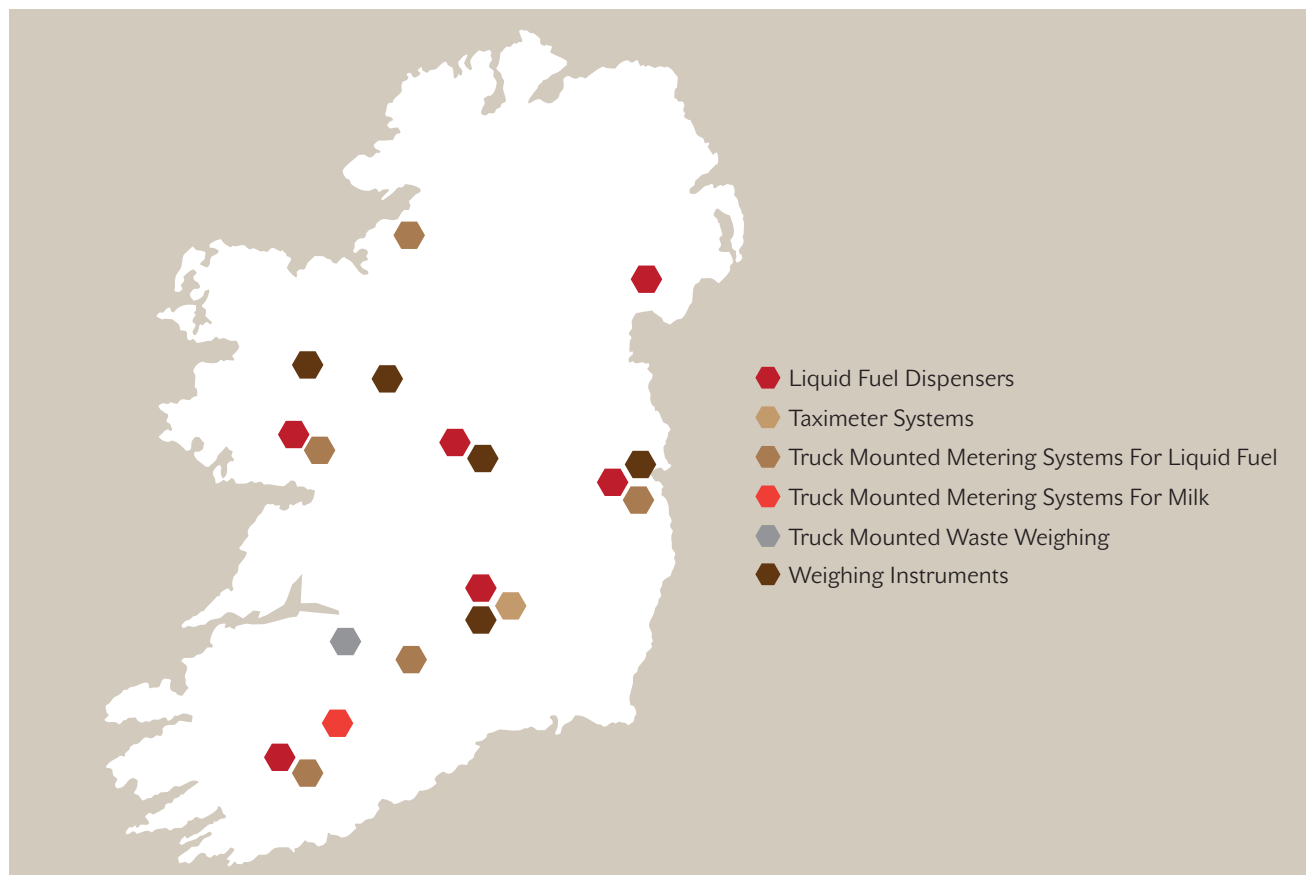 Liquid Fuel Dispensers
Taximeter Systems
Truck Mounted Metering Systems For Liquid Fuel
Truck Mounted Metering Systems For Milk
Truck Mounted Waste Weighing
Weighing Instruments